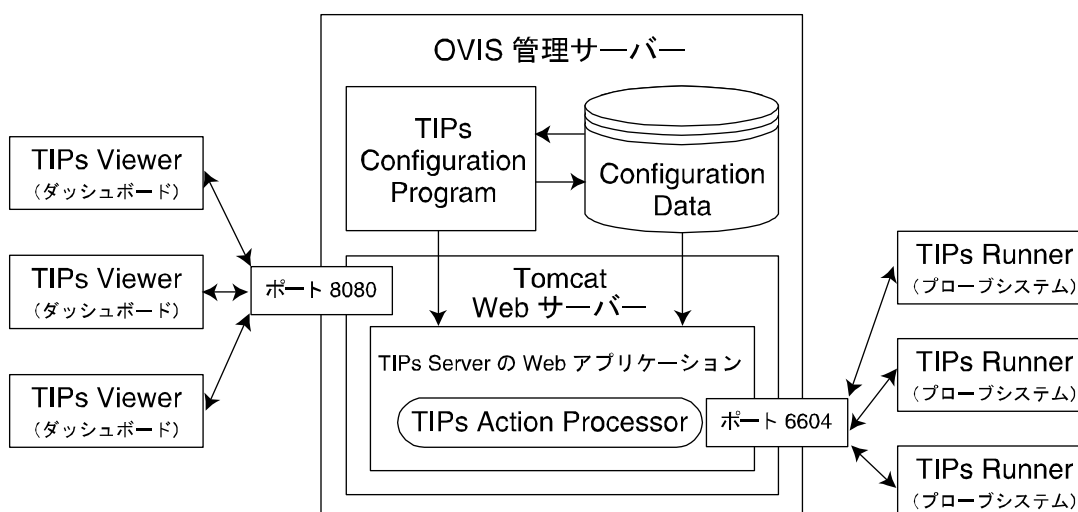 OVIS 管理サーバー
TIPs
Configuration
Program
Configuration
Data
TIPs Viewer
(ダッシュボード)
TIPs Viewer
(ダッシュボード)
TIPs Viewer
(ダッシュボード)
ポート 8080
Tomcat
Web サーバー
TIPs Server の Web アプリケーション
TIPs Action Processor
ポート 6604
TIPs Runner
(プローブシステム)
TIPs Runner
(プローブシステム)
TIPs Runner
(プローブシステム)